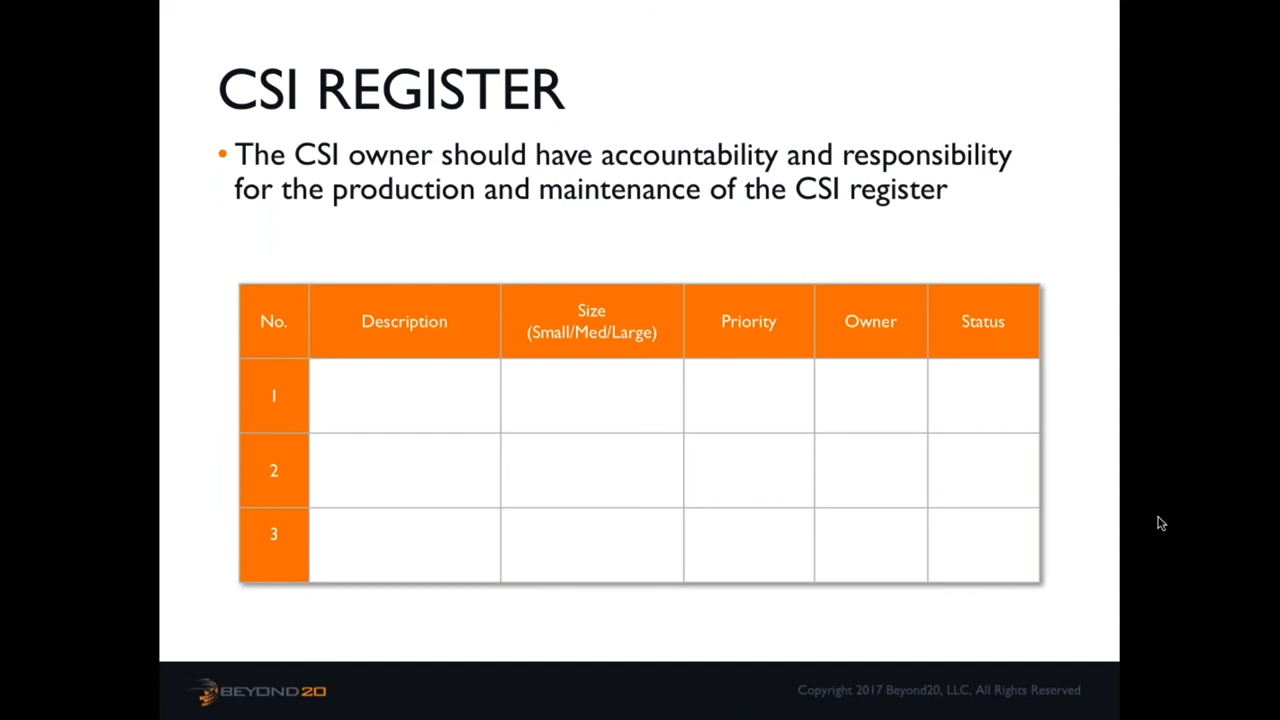 CSI REGISTER
• The CSI owner should have accountability and responsibility
for the production and maintenance of the CSI register
No.
Description
Size
(Small/Med/Large)
Priority
Owner
Status
1
2
3
BEYOND20
Copyright 2017 Beyond20, LLC, All Rights Reserved